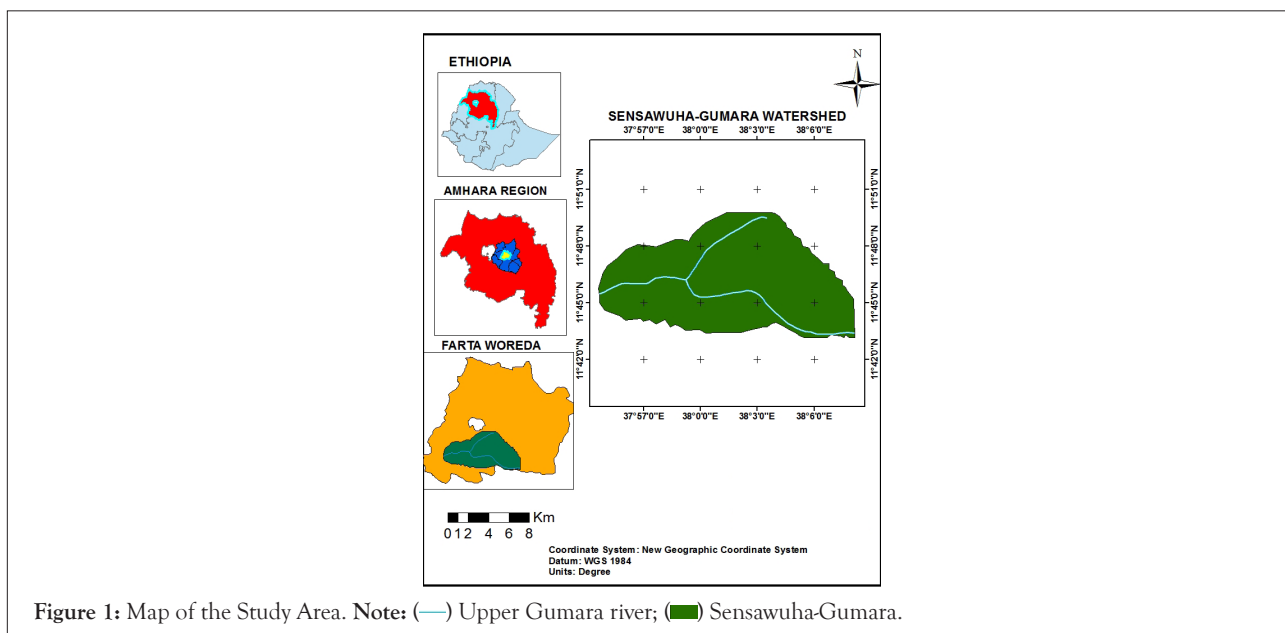 N
ETHIOPIA
SENSAWUHA-GUMARA WATERSHED
37°57'0"E 38°0'0"E 38°3'0"E 38°6'0"E
11°51'0"N 11°51'0"N
11°48'0"N 11°48'0"N
11°45'0"N 11°45'0"N
11°42'0"N 11°42'0"N
37°57'0"E 38°0'0"E 38°3'0"E 38°6'0"E
AMHARA REGION
FARTA WOREDA
Km
0 1 2 4 6 8
Coordinate System: New Geographic Coordinate System
Datum: WGS 1984
Units: Degree
Figure 1: Map of the Study Area. Note: (—) Upper Gumara river; ( ) Sensawuha-Gumara.